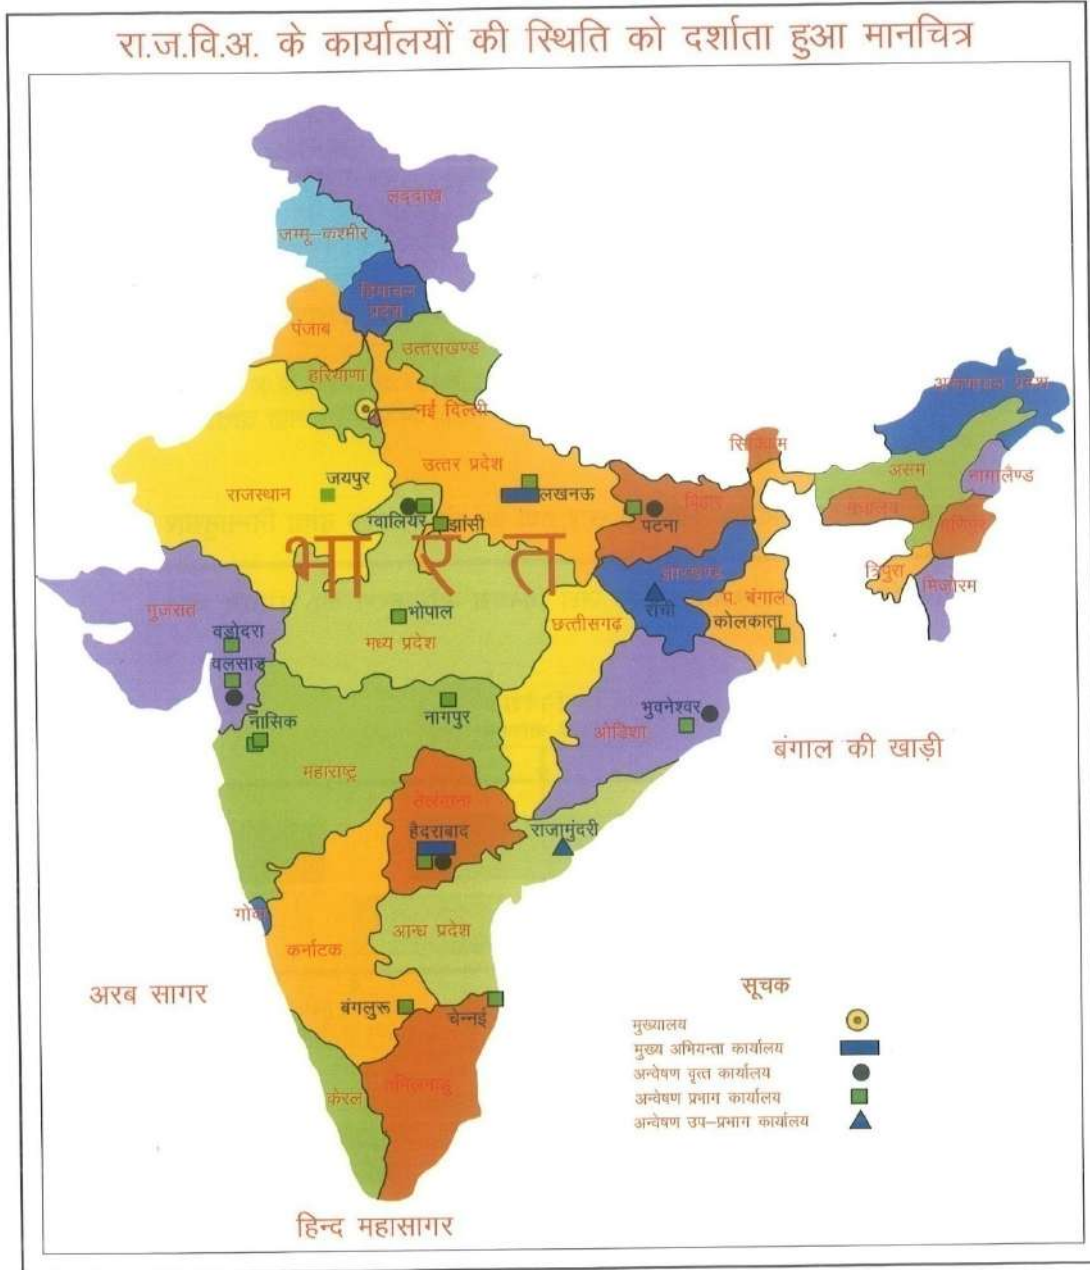 रा.ज.वि.अ. के कार्यालयों की स्थिति को दर्शाता हुआ मानचित्र
लद्दाख
जम्मू–कश्मीर
हिमाचल
प्रदेश
पंजाब
उत्तराखण्ड
हरियाणा
अरूणाचल प्रदेश
नई दिल्ली
सिक्किम
उत्तर प्रदेश
असम
नागालैण्ड
जयपुर
राजस्थान
लखनऊ
बिहार
मेघालय
ग्वालियर
झांसी
पटना
मणिपुर
भा र त
झारखण्ड
त्रिपुरा
मिजोरम
गुजरात
भोपाल
रांची
प. बंगाल
वड़ोदरा
मध्य प्रदेश
छत्तीसगढ़
कोलकाता
वलसाड
नासिक
नागपुर
भुवनेश्वर
ओडिशा
बंगाल की खाड़ी
महाराष्ट्र
तेलंगाना
हैदराबाद
राजामुंदरी
गोवा
कर्नाटक
आन्ध्र प्रदेश
अरब सागर
बंगलुरू
चेन्नई
केरल
तमिलनाडु
सूचक
मुख्यालय
मुख्य अभियन्ता कार्यालय
अन्वेषण वृत्त कार्यालय
अन्वेषण प्रभाग कार्यालय
अन्वेषण उप–प्रभाग कार्यालय
हिन्द महासागर